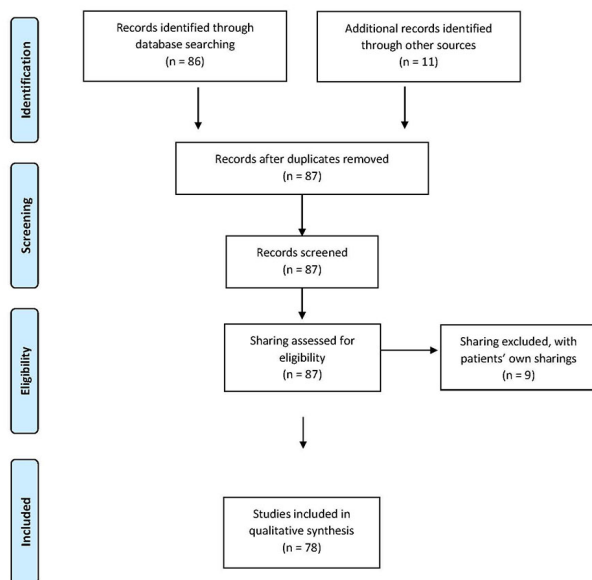 Identification
Records identified through
database searching
(n = 86)
Additional records identified
through other sources
(n = 11)
Records after duplicates removed
(n = 87)
Screening
Records screened
(n = 87)
Eligibility
Sharing assessed for
eligibility
(n = 87)
Sharing excluded, with
patients’ own sharings
(n = 9)
Included
Studies included in
qualitative synthesis
(n = 78)